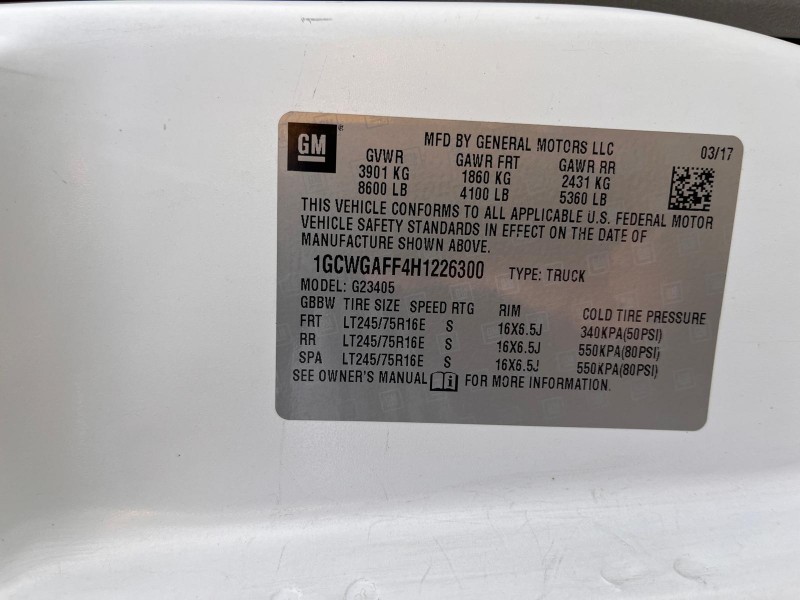 GM
MFD BY GENERAL MOTORS LLC 03/17
GVWR GAWR FRT GAWR RR
3901 KG 1860 KG 2431 KG
8600 LB 4100 LB 5360 LB
THIS VEHICLE CONFORMS TO ALL APPLICABLE U.S. FEDERAL MOTOR
VEHICLE SAFETY STANDARDS IN EFFECT ON THE DATE OF
MANUFACTURE SHOWN ABOVE.
1GCWGAFF4H1226300 TYPE: TRUCK
MODEL: G23405
GBBW TIRE SIZE SPEED RTG RIM COLD TIRE PRESSURE
FRT LT245/75R16E S 16X6.5J 340KPA(50PSI)
RR LT245/75R16E S 16X6.5J 550KPA(80PSI)
SPA LT245/75R16E S 16X6.5J 550KPA(80PSI)
SEE OWNER'S MANUAL i FOR MORE INFORMATION.